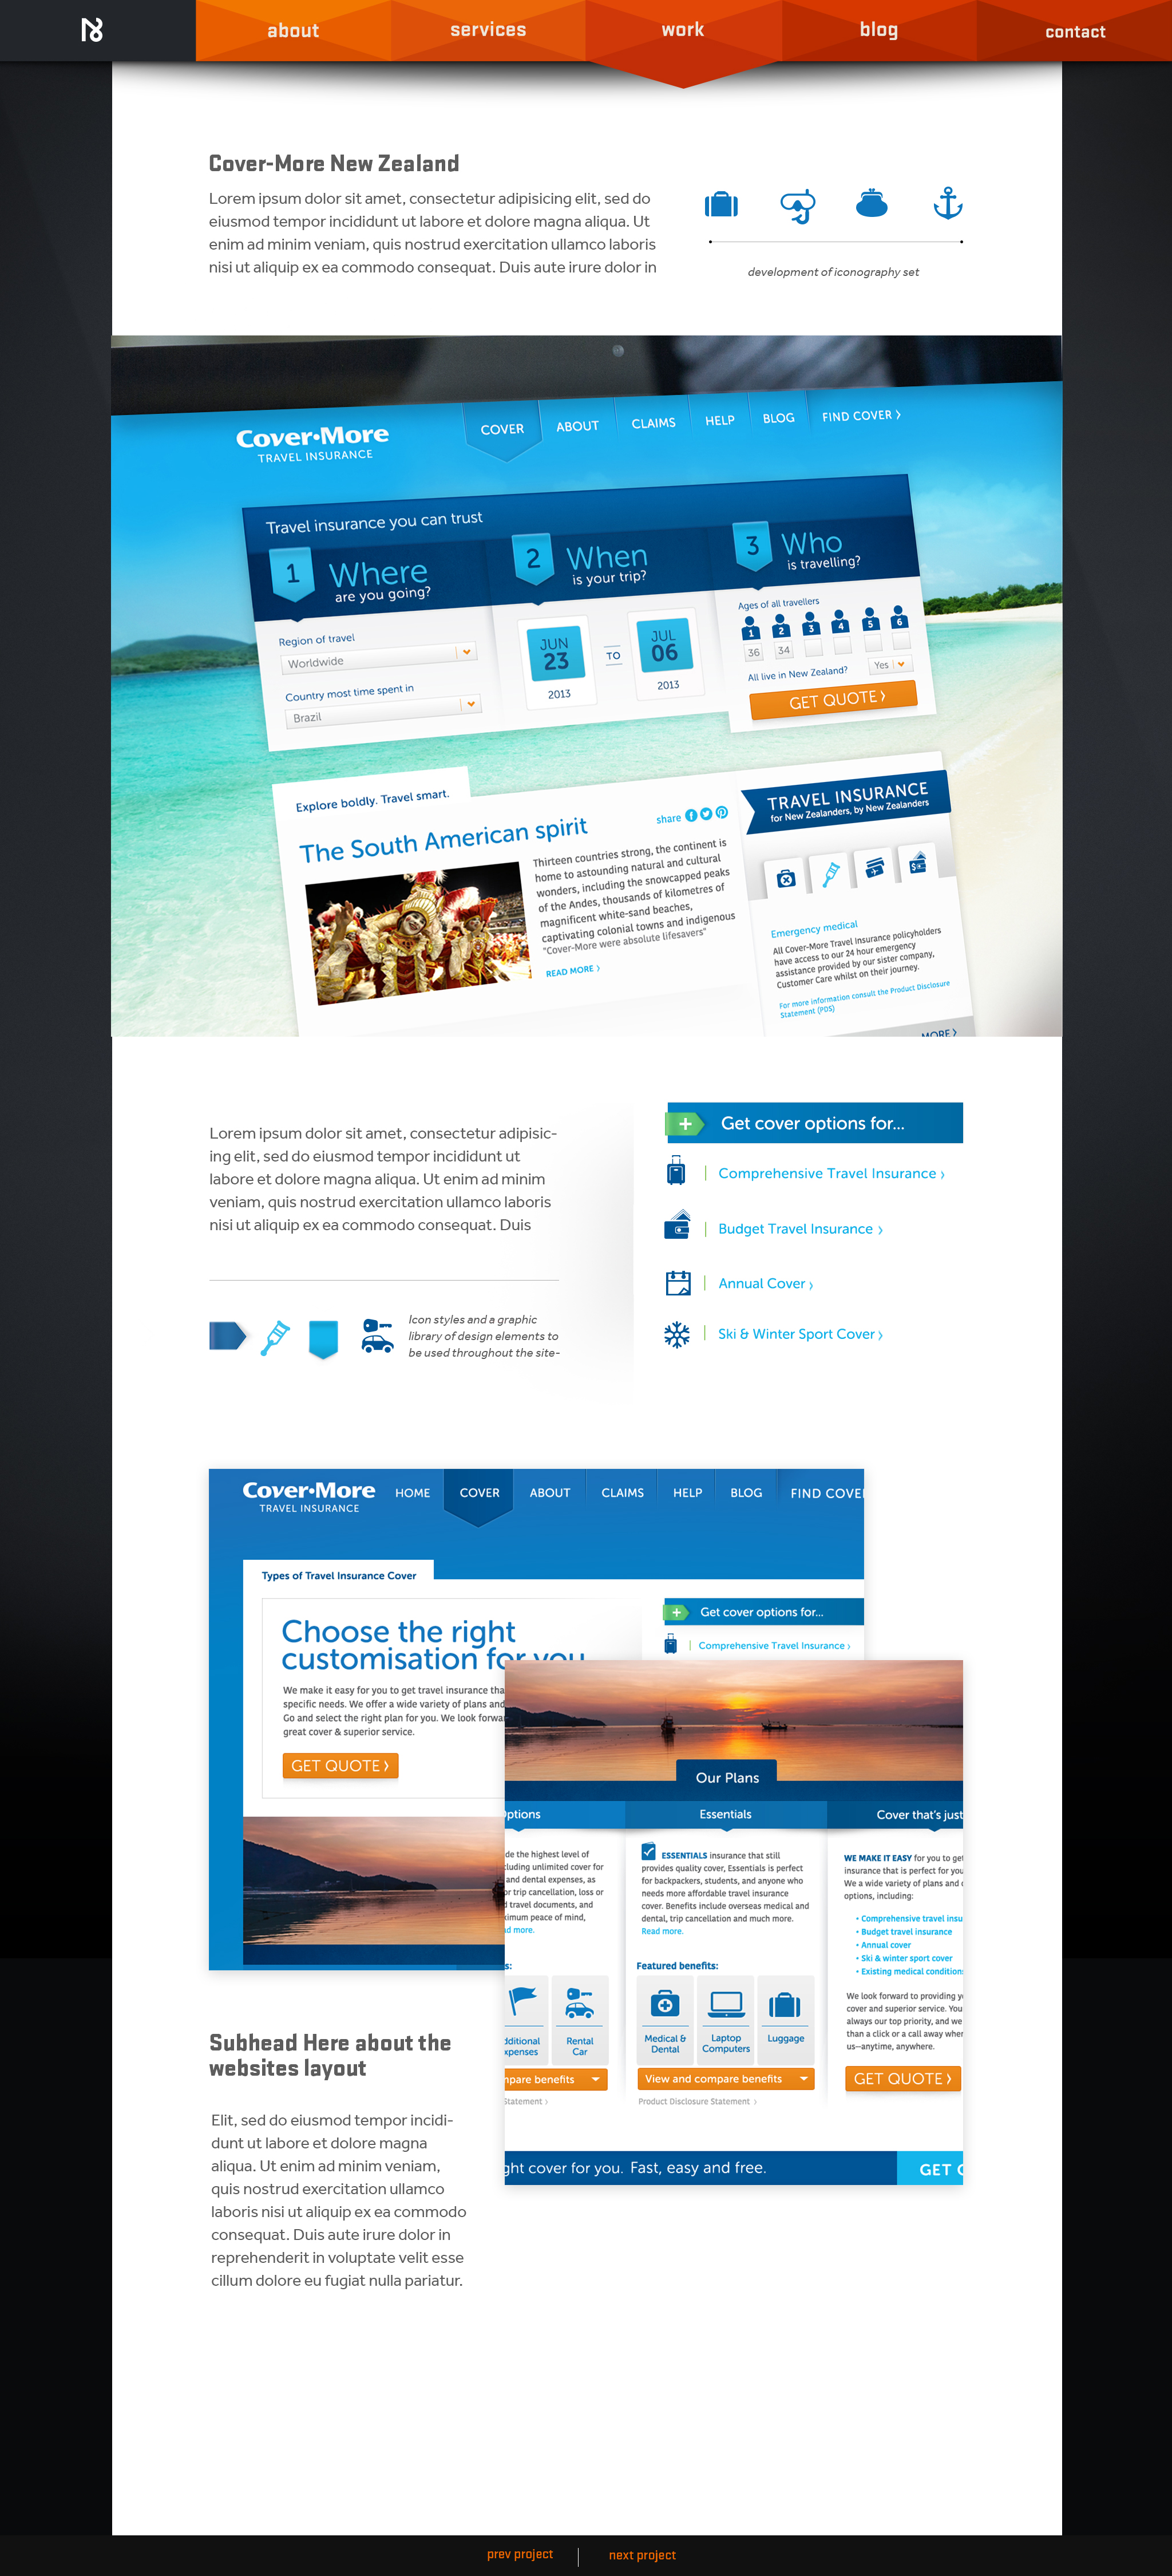 about
services
work
blog
contact
Cover-More New Zealand
Lorem ipsum dolor sit amet, consectetur adipisicing elit, sed do
eiusmod tempor incididunt ut labore et dolore magna aliqua. Ut
enim ad minim veniam, quis nostrud exercitation ullamco laboris
nisi ut aliquip ex ea commodo consequat. Duis aute irure dolor in
development of iconography set
Cover•More
TRAVEL INSURANCE
COVER
ABOUT
CLAIMS
HELP
BLOG
FIND COVER ›
Travel insurance you can trust
1
Where
are you going?
Region of travel
Worldwide
Country most time spent in
Brazil
2
When
is your trip?
JUN
23
2013
TO
JUL
06
2013
3
Who
is travelling?
Ages of all travellers
1 2 3 4 5 6
36 34
All live in New Zealand? Yes
GET QUOTE ›
Explore boldly. Travel smart.
The South American spirit
share
Thirteen countries strong, the continent is
home to astounding natural and cultural
wonders, including the snowcapped peaks
of the Andes, thousands of kilometres of
magnificent white-sand beaches,
captivating colonial towns and indigenous
"Cover-More were absolute lifesavers"
READ MORE ›
TRAVEL INSURANCE
for New Zealanders, by New Zealanders
Emergency medical
All Cover-More Travel Insurance policyholders
have access to our 24 hour emergency
assistance provided by our sister company,
Customer Care whilst on their journey.
For more information consult the Product Disclosure
Statement (PDS)
MORE ›
Lorem ipsum dolor sit amet, consectetur adipisic-
ing elit, sed do eiusmod tempor incididunt ut
labore et dolore magna aliqua. Ut enim ad minim
veniam, quis nostrud exercitation ullamco laboris
nisi ut aliquip ex ea commodo consequat. Duis
Icon styles and a graphic
library of design elements to
be used throughout the site-
Get cover options for...
Comprehensive Travel Insurance ›
Budget Travel Insurance ›
Annual Cover ›
Ski & Winter Sport Cover ›
Cover•More
TRAVEL INSURANCE
HOME
COVER
ABOUT
CLAIMS
HELP
BLOG
FIND COVE
Types of Travel Insurance Cover
Choose the right
customisation for you
We make it easy for you to get travel insurance tha
specific needs. We offer a wide variety of plans and
Go and select the right plan for you. We look forwar
great cover & superior service.
GET QUOTE ›
Get cover options for...
Comprehensive Travel Insurance ›
Our Plans
ptions
Essentials
Cover that's just
de the highest level of
luding unlimited cover for
and dental expenses, as
or trip cancellation, loss or
d travel documents, and
ximum peace of mind,
ad more.
s:
dditional
xpenses
Rental
Car
mpare benefits
Statement ›
ESSENTIALS insurance that still
provides quality cover, Essentials is perfect
for backpackers, students, and anyone who
needs more affordable travel insurance
cover. Benefits include overseas medical and
dental, trip cancellation and much more.
Read more.
Featured benefits:
Medical &
Dental
Laptop
Computers
Luggage
View and compare benefits
Product Disclosure Statement ›
WE MAKE IT EASY for you to get
insurance that is perfect for you
We a wide variety of plans and c
options, including:
• Comprehensive travel insu
• Budget travel insurance
• Annual cover
• Ski & winter sport cover
• Existing medical condition
We look forward to providing y
cover and superior service. You
always our top priority, and we
than a click or a call away wher
us--anytime, anywhere.
GET QUOTE ›
ght cover for you. Fast, easy and free.
GET
Subhead Here about the
websites layout
Elit, sed do eiusmod tempor incidi-
dunt ut labore et dolore magna
aliqua. Ut enim ad minim veniam,
quis nostrud exercitation ullamco
laboris nisi ut aliquip ex ea commodo
consequat. Duis aute irure dolor in
reprehenderit in voluptate velit esse
cillum dolore eu fugiat nulla pariatur.
prev project
next project